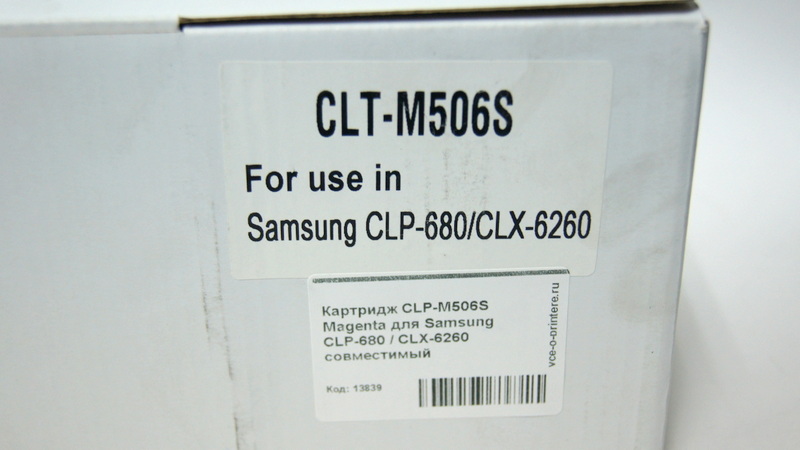 CLT-M506S
For use in
Samsung CLP-680/CLX-6260
Картридж CLP-M506S
Magenta для Samsung
CLP-680 / CLX-6260
совместимый
Код: 13839
vce-o-printere.ru